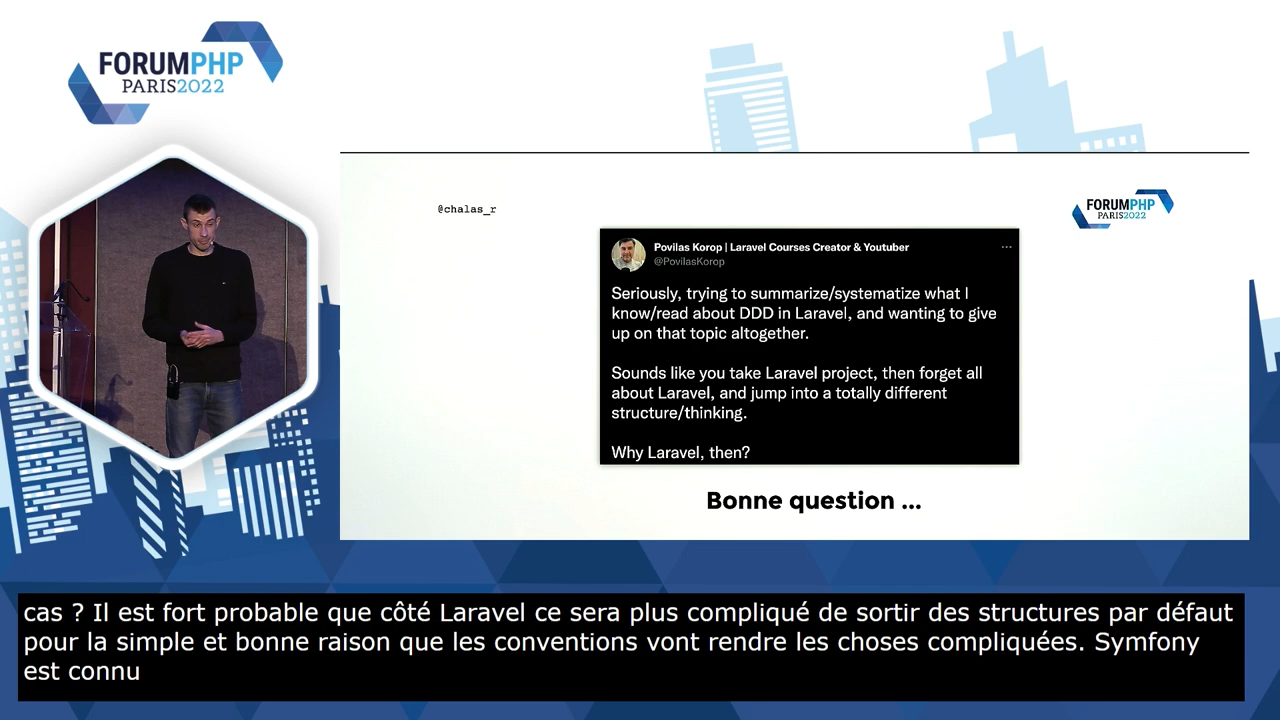 FORUMPHP
PARIS2022
@chalas_r
FORUMPHP
PARIS2022
Povilas Korop | Laravel Courses Creator & Youtuber
@PovilasKorop
...
Seriously, trying to summarize/systematize what I
know/read about DDD in Laravel, and wanting to give
up on that topic altogether.
Sounds like you take Laravel project, then forget all
about Laravel, and jump into a totally different
structure/thinking.
Why Laravel, then?
Bonne question ...
cas ? Il est fort probable que côté Laravel ce sera plus compliqué de sortir des structures par défaut
pour la simple et bonne raison que les conventions vont rendre les choses compliquées. Symfony
est connu